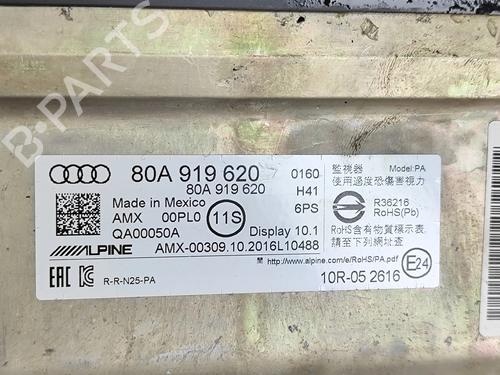 B-PARTS
80A 919 620 0160 監視器 Model:PA
80A 919 620 H41 使用過度恐傷害視力
Made in Mexico 6PS
AMX 00PL0 11S R36216
RoHS(Pb)
QA00050A Display 10.1 RoHS含有物質標示表
ALPINE AMX-00309.10.2016L10488 至下列網址
http://www.alpine.com/e/RoHS/PA.pdf
EAC R-R-N25-PA 10R-05 2616 E24